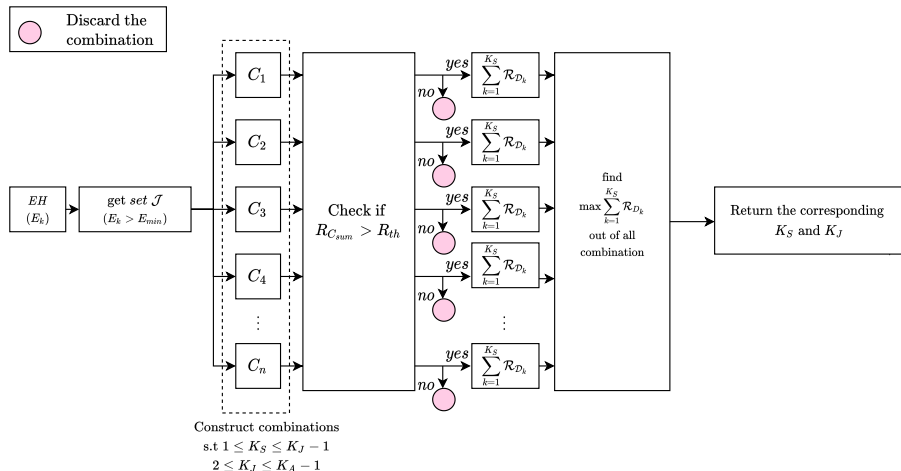 Discard the
combination
EH
(E_k)
get set 𝒥
(E_k > E_min)
C_1
C_2
C_3
C_4
⋮
C_n
Construct combinations
s.t 1 ≤ K_S ≤ K_J − 1
2 ≤ K_J ≤ K_A − 1
Check if
R_{C_sum} > R_th
yes
no
yes
no
yes
no
yes
no
yes
no
∑_{k=1}^{K_S} ℛ_{𝒟_k}
∑_{k=1}^{K_S} ℛ_{𝒟_k}
∑_{k=1}^{K_S} ℛ_{𝒟_k}
∑_{k=1}^{K_S} ℛ_{𝒟_k}
⋮
∑_{k=1}^{K_S} ℛ_{𝒟_k}
find
max ∑_{k=1}^{K_S} ℛ_{𝒟_k}
out of all
combination
Return the corresponding
K_S and K_J